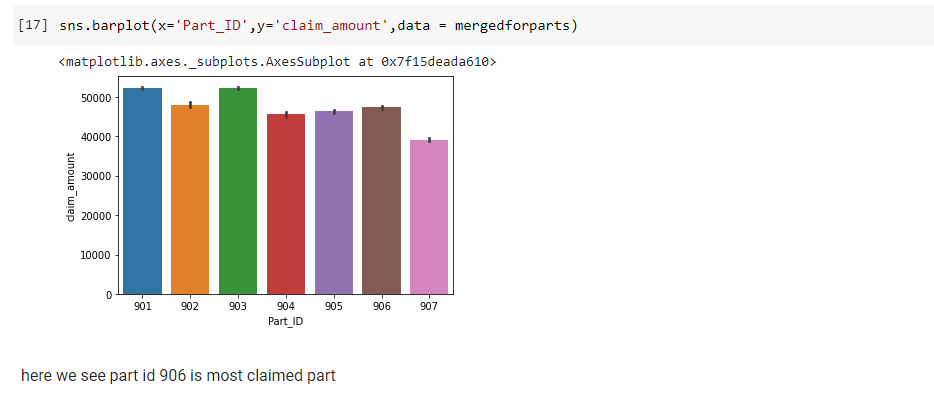 [17] sns.barplot(x='Part_ID',y='claim_amount',data = mergedforparts)
<matplotlib.axes._subplots.AxesSubplot at 0x7f15deada610>
50000
40000
30000
20000
10000
0
claim_amount
901 902 903 904 905 906 907
Part_ID
here we see part id 906 is most claimed part